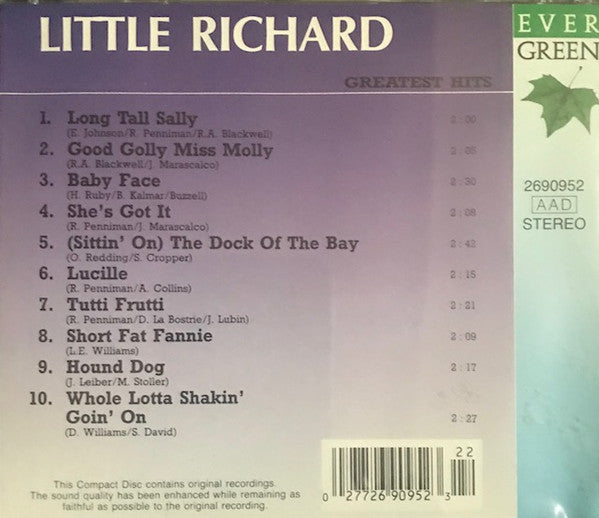 LITTLE RICHARD
EVER
GREEN
GREATEST HITS
1. Long Tall Sally 2:00
(E. Johnson/R. Penniman/R.A. Blackwell)
2. Good Golly Miss Molly 2:05
(R.A. Blackwell/J. Marascalco)
3. Baby Face 2:30
(H. Ruby/B. Kalmar/Buzzell)
4. She's Got It 2:08
(R. Penniman/J. Marascalco)
5. (Sittin' On) The Dock Of The Bay 2:42
(O. Redding/S. Cropper)
6. Lucille 2:15
(R. Penniman/A. Collins)
7. Tutti Frutti 2:21
(R. Penniman/D. La Bostrie/J. Lubin)
8. Short Fat Fannie 2:09
(L.E. Williams)
9. Hound Dog 2:17
(J. Leiber/M. Stoller)
10. Whole Lotta Shakin'
Goin' On 2:27
(D. Williams/S. David)
2690952
AAD
STEREO
This Compact Disc contains original recordings.
The sound quality has been enhanced while remaining as
faithful as possible to the original recording.
22
0 27726 90952 3